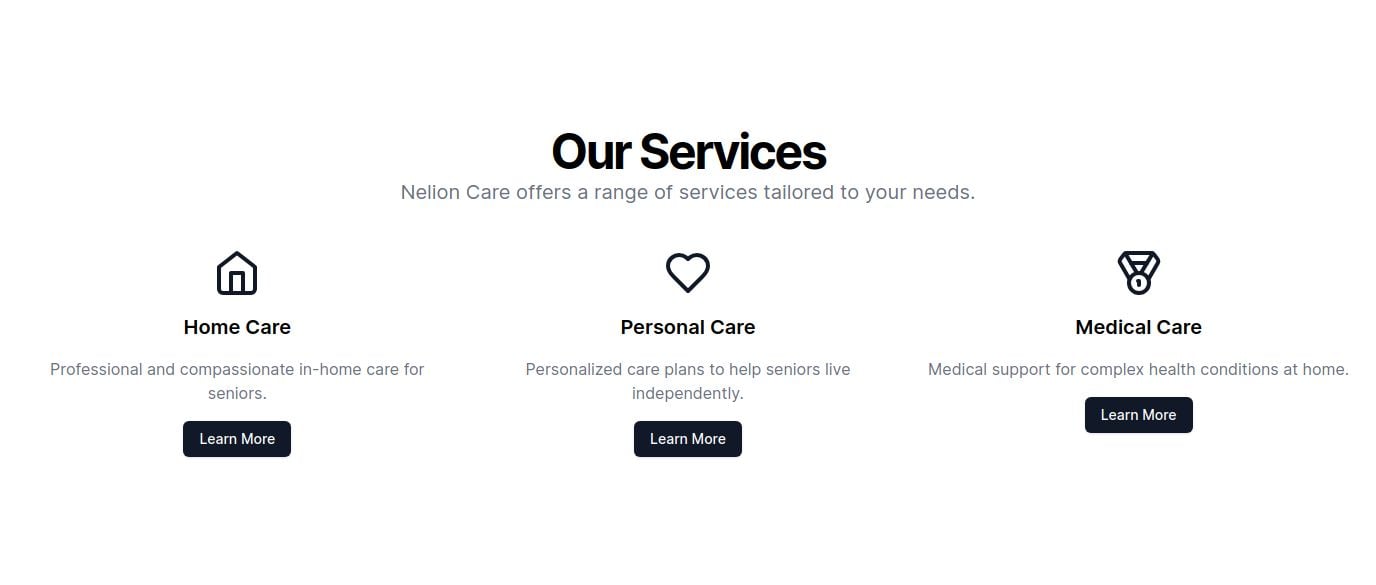 Our Services
Nelion Care offers a range of services tailored to your needs.
Home Care
Professional and compassionate in-home care for
seniors.
Learn More
Personal Care
Personalized care plans to help seniors live
independently.
Learn More
Medical Care
Medical support for complex health conditions at home.
Learn More